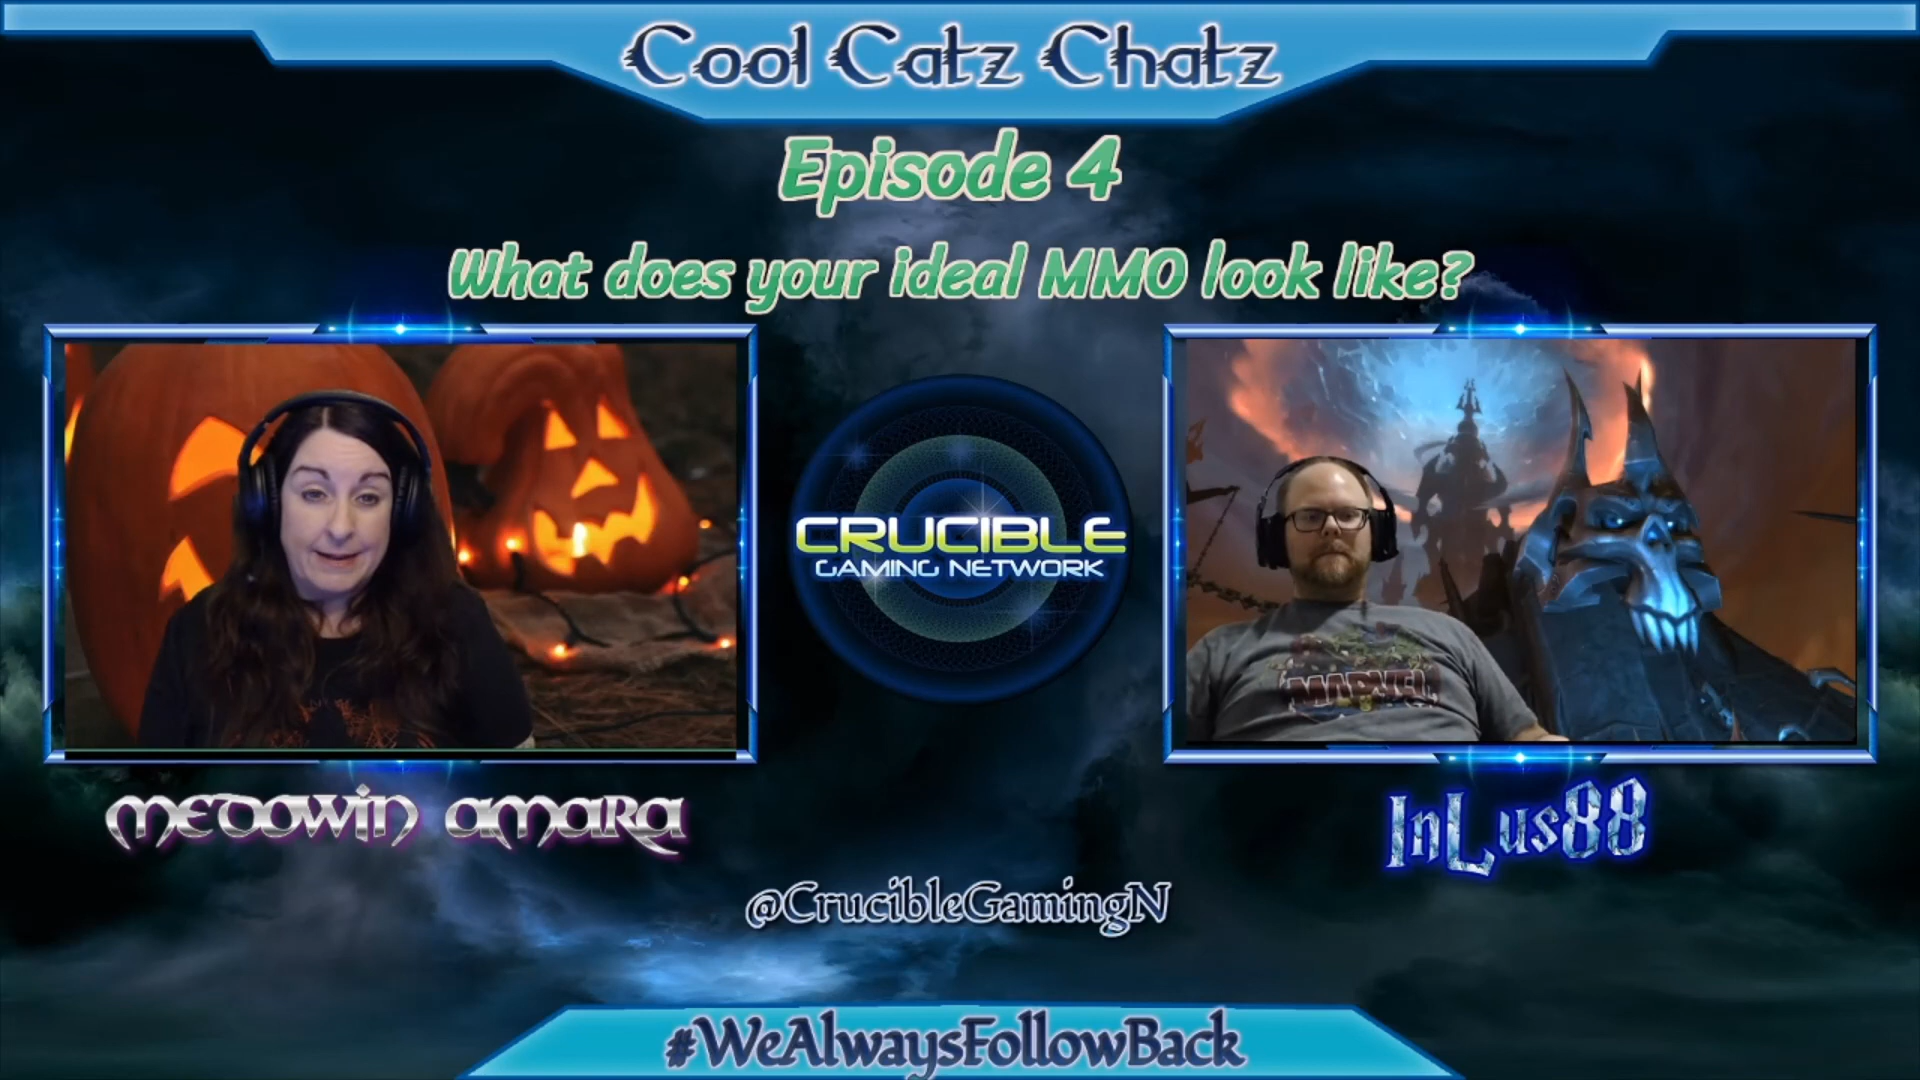 Cool Catz Chatz
Episode 4
What does your ideal MMO look like?
CRUCIBLE
GAMING NETWORK
MARVEL
Medowin Amara
InLus88
@CrucibleGamingN
#WeAlwaysFollowBack